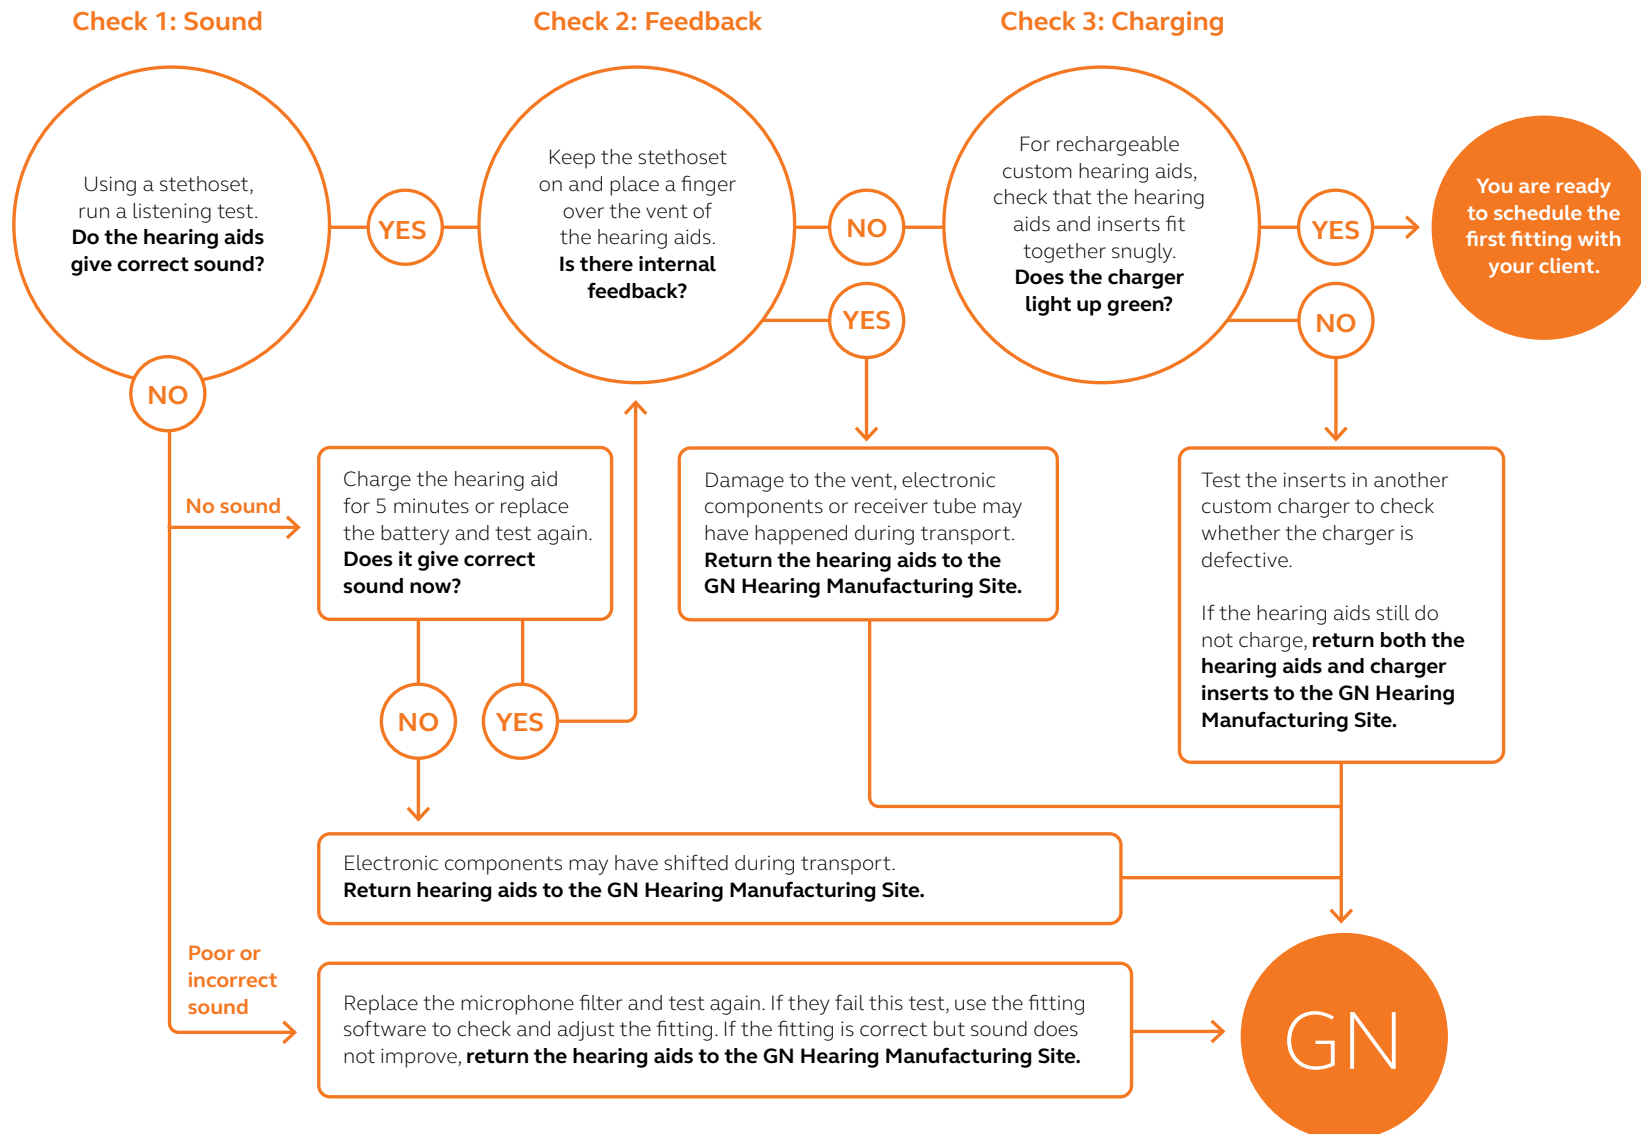 Check 1: Sound
Check 2: Feedback
Check 3: Charging
Using a stethoset,
run a listening test.
Do the hearing aids
give correct sound?
YES
NO
Keep the stethoset
on and place a finger
over the vent of
the hearing aids.
Is there internal
feedback?
NO
YES
For rechargeable
custom hearing aids,
check that the hearing
aids and inserts fit
together snugly.
Does the charger
light up green?
YES
NO
You are ready
to schedule the
first fitting with
your client.
No sound
Charge the hearing aid
for 5 minutes or replace
the battery and test again.
Does it give correct
sound now?
NO
YES
Damage to the vent, electronic
components or receiver tube may
have happened during transport.
Return the hearing aids to the
GN Hearing Manufacturing Site.
Test the inserts in another
custom charger to check
whether the charger is
defective.
If the hearing aids still do
not charge, return both the
hearing aids and charger
inserts to the GN Hearing
Manufacturing Site.
Electronic components may have shifted during transport.
Return hearing aids to the GN Hearing Manufacturing Site.
Poor or
incorrect
sound
Replace the microphone filter and test again. If they fail this test, use the fitting
software to check and adjust the fitting. If the fitting is correct but sound does
not improve, return the hearing aids to the GN Hearing Manufacturing Site.
GN